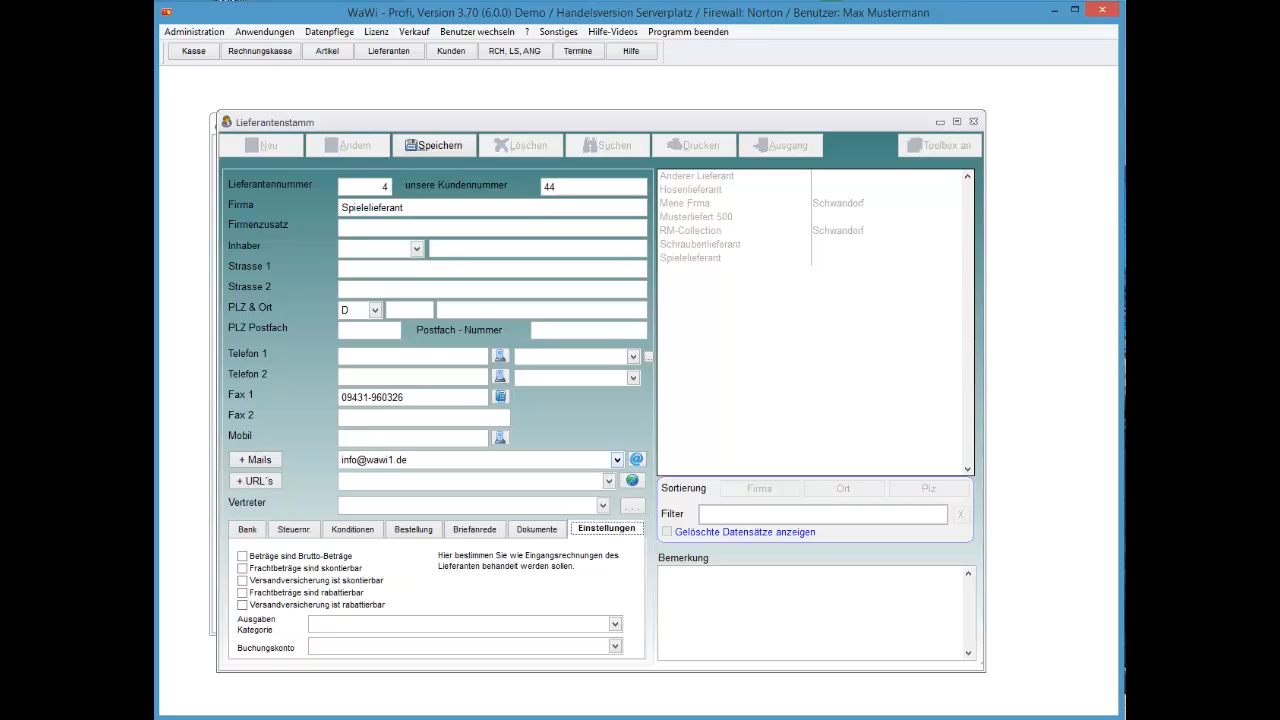 WaWi - Profi, Version 3.70 (6.0.0) Demo / Handelsversion Serverplatz / Firewall: Norton / Benutzer: Max Mustermann
Administration Anwendungen Datenpflege Lizenz Verkauf Benutzer wechseln ? Sonstiges Hilfe-Videos Programm beenden
Kasse Rechnungskasse Artikel Lieferanten Kunden RCH, LS, ANG Termine Hilfe
Lieferantenstamm
Neu Ändern Speichern Löschen Suchen Drucken Ausgang Toolbox an
Lieferantennummer 4 unsere Kundennummer 44
Firma Spielelieferant
Firmenzusatz
Inhaber
Strasse 1
Strasse 2
PLZ & Ort D
PLZ Postfach Postfach - Nummer
Telefon 1 ...
Telefon 2
Fax 1 09431-960326
Fax 2
Mobil
+ Mails info@wawi1.de
+ URL´s
Vertreter ...
Bank Steuernr. Konditionen Bestellung Briefanrede Dokumente Einstellungen
Beträge sind Brutto-Beträge
Frachtbeträge sind skontierbar
Versandversicherung ist skontierbar
Frachtbeträge sind rabattierbar
Versandversicherung ist rabattierbar
Hier bestimmen Sie wie Eingangsrechnungen des
Lieferanten behandelt werden sollen.
Ausgaben
Kategorie
Buchungskonto
Anderer Lieferant
Hosenlieferant
Mene Frma Schwandorf
Musterliefert 500
RM-Collection Schwandorf
Schraubenlieferant
Spielelieferant
Sortierung Firma Ort Plz
Filter X
Gelöschte Datensätze anzeigen
Bemerkung